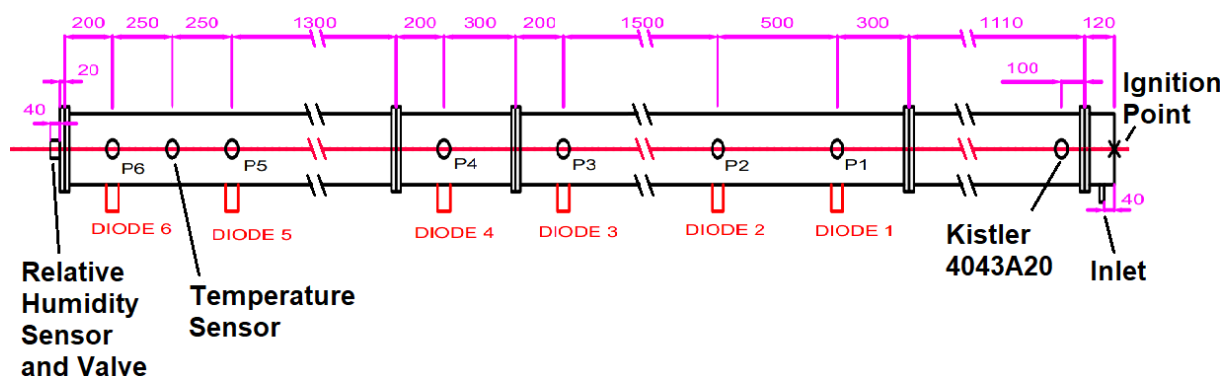 200 250 250 1300 200 300 200 1500 500 300 1110 120
20
100
40
Ignition
Point
P6 P5 P4 P3 P2 P1
40
DIODE 6 DIODE 5 DIODE 4 DIODE 3 DIODE 2 DIODE 1
Kistler
4043A20
Inlet
Relative
Humidity
Sensor
and Valve
Temperature
Sensor